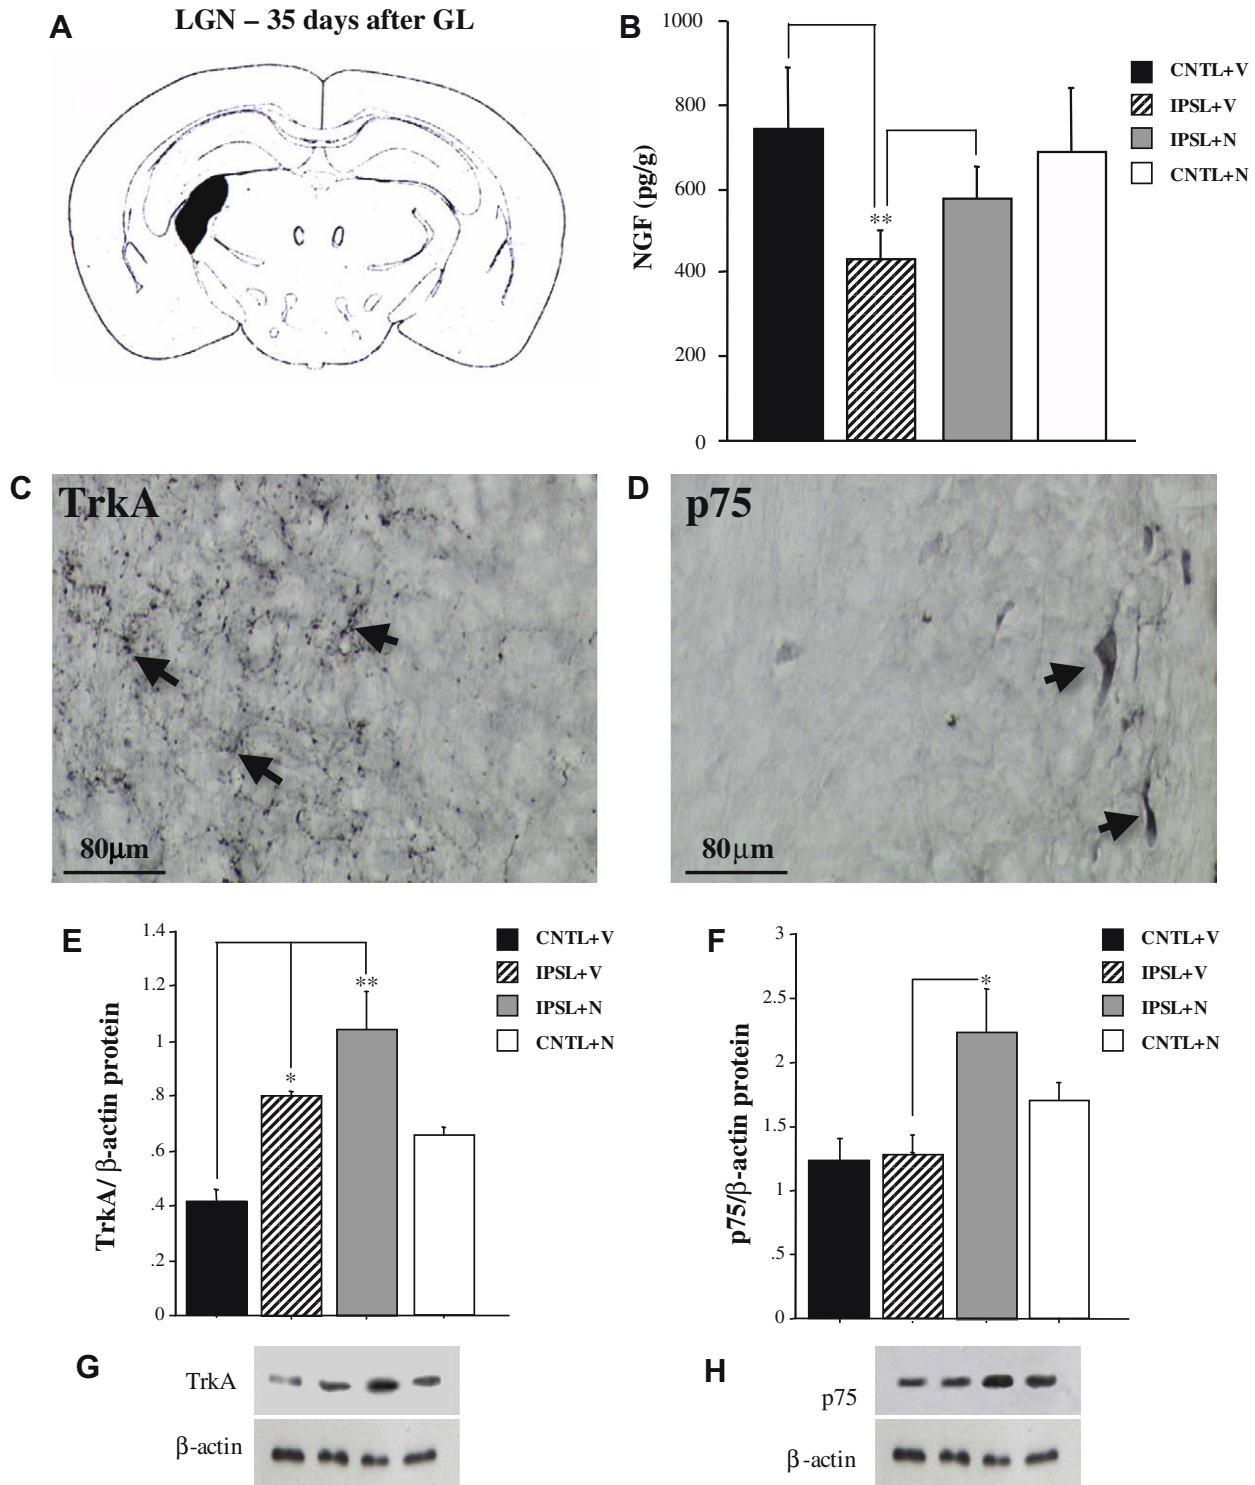 A
LGN – 35 days after GL
B
1000
800
600
400
200
0
NGF (pg/g)
**
CNTL+V
IPSL+V
IPSL+N
CNTL+N
C
TrkA
80µm
D
p75
80µm
E
1.4
1.2
1
.8
.6
.4
.2
0
TrkA/ β-actin protein
*
**
CNTL+V
IPSL+V
IPSL+N
CNTL+N
F
3
2.5
2
1.5
1
.5
0
p75/β-actin protein
*
CNTL+V
IPSL+V
IPSL+N
CNTL+N
G
TrkA
β-actin
H
p75
β-actin